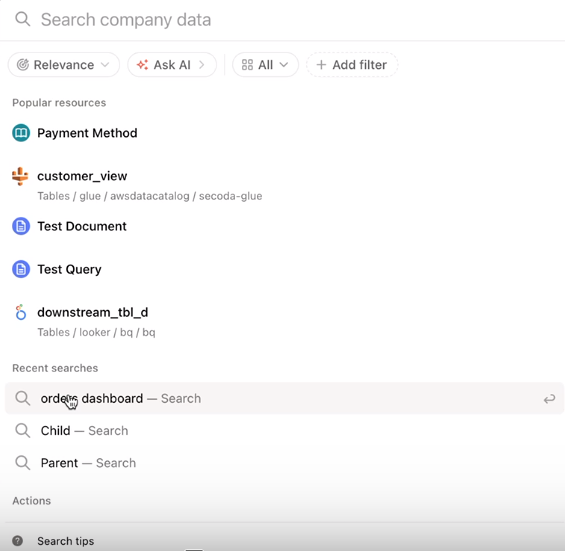 Search company data
Relevance Ask AI All + Add filter
Popular resources
Payment Method
customer_view
Tables / glue / awsdatacatalog / secoda-glue
Test Document
Test Query
downstream_tbl_d
Tables / looker / bq / bq
Recent searches
orders dashboard — Search
Child — Search
Parent — Search
Actions
Search tips